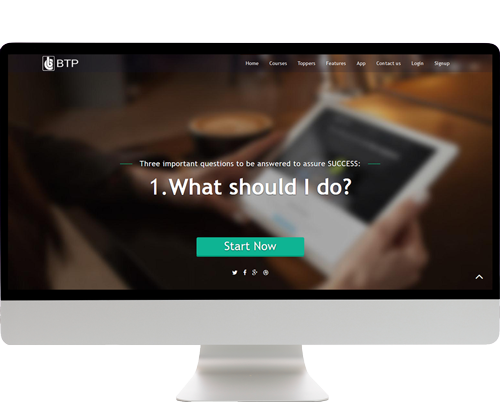 BTP
Home Courses Toppers Features App Contact us Login Signup
Three important questions to be answered to assure SUCCESS:
1.What should I do?
Start Now